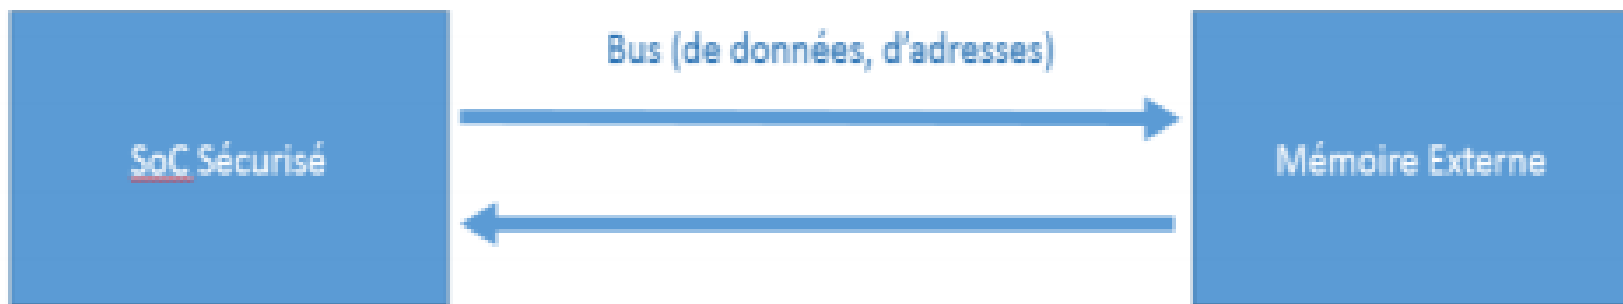 Bus (de données, d'adresses)
SoC Sécurisé
Mémoire Externe